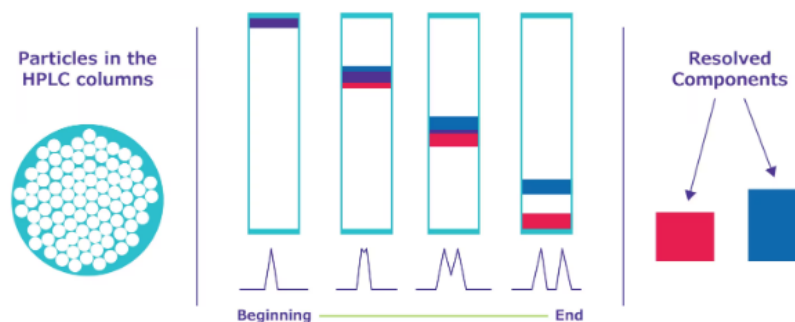 Particles in the
HPLC columns
Beginning
End
Resolved
Components